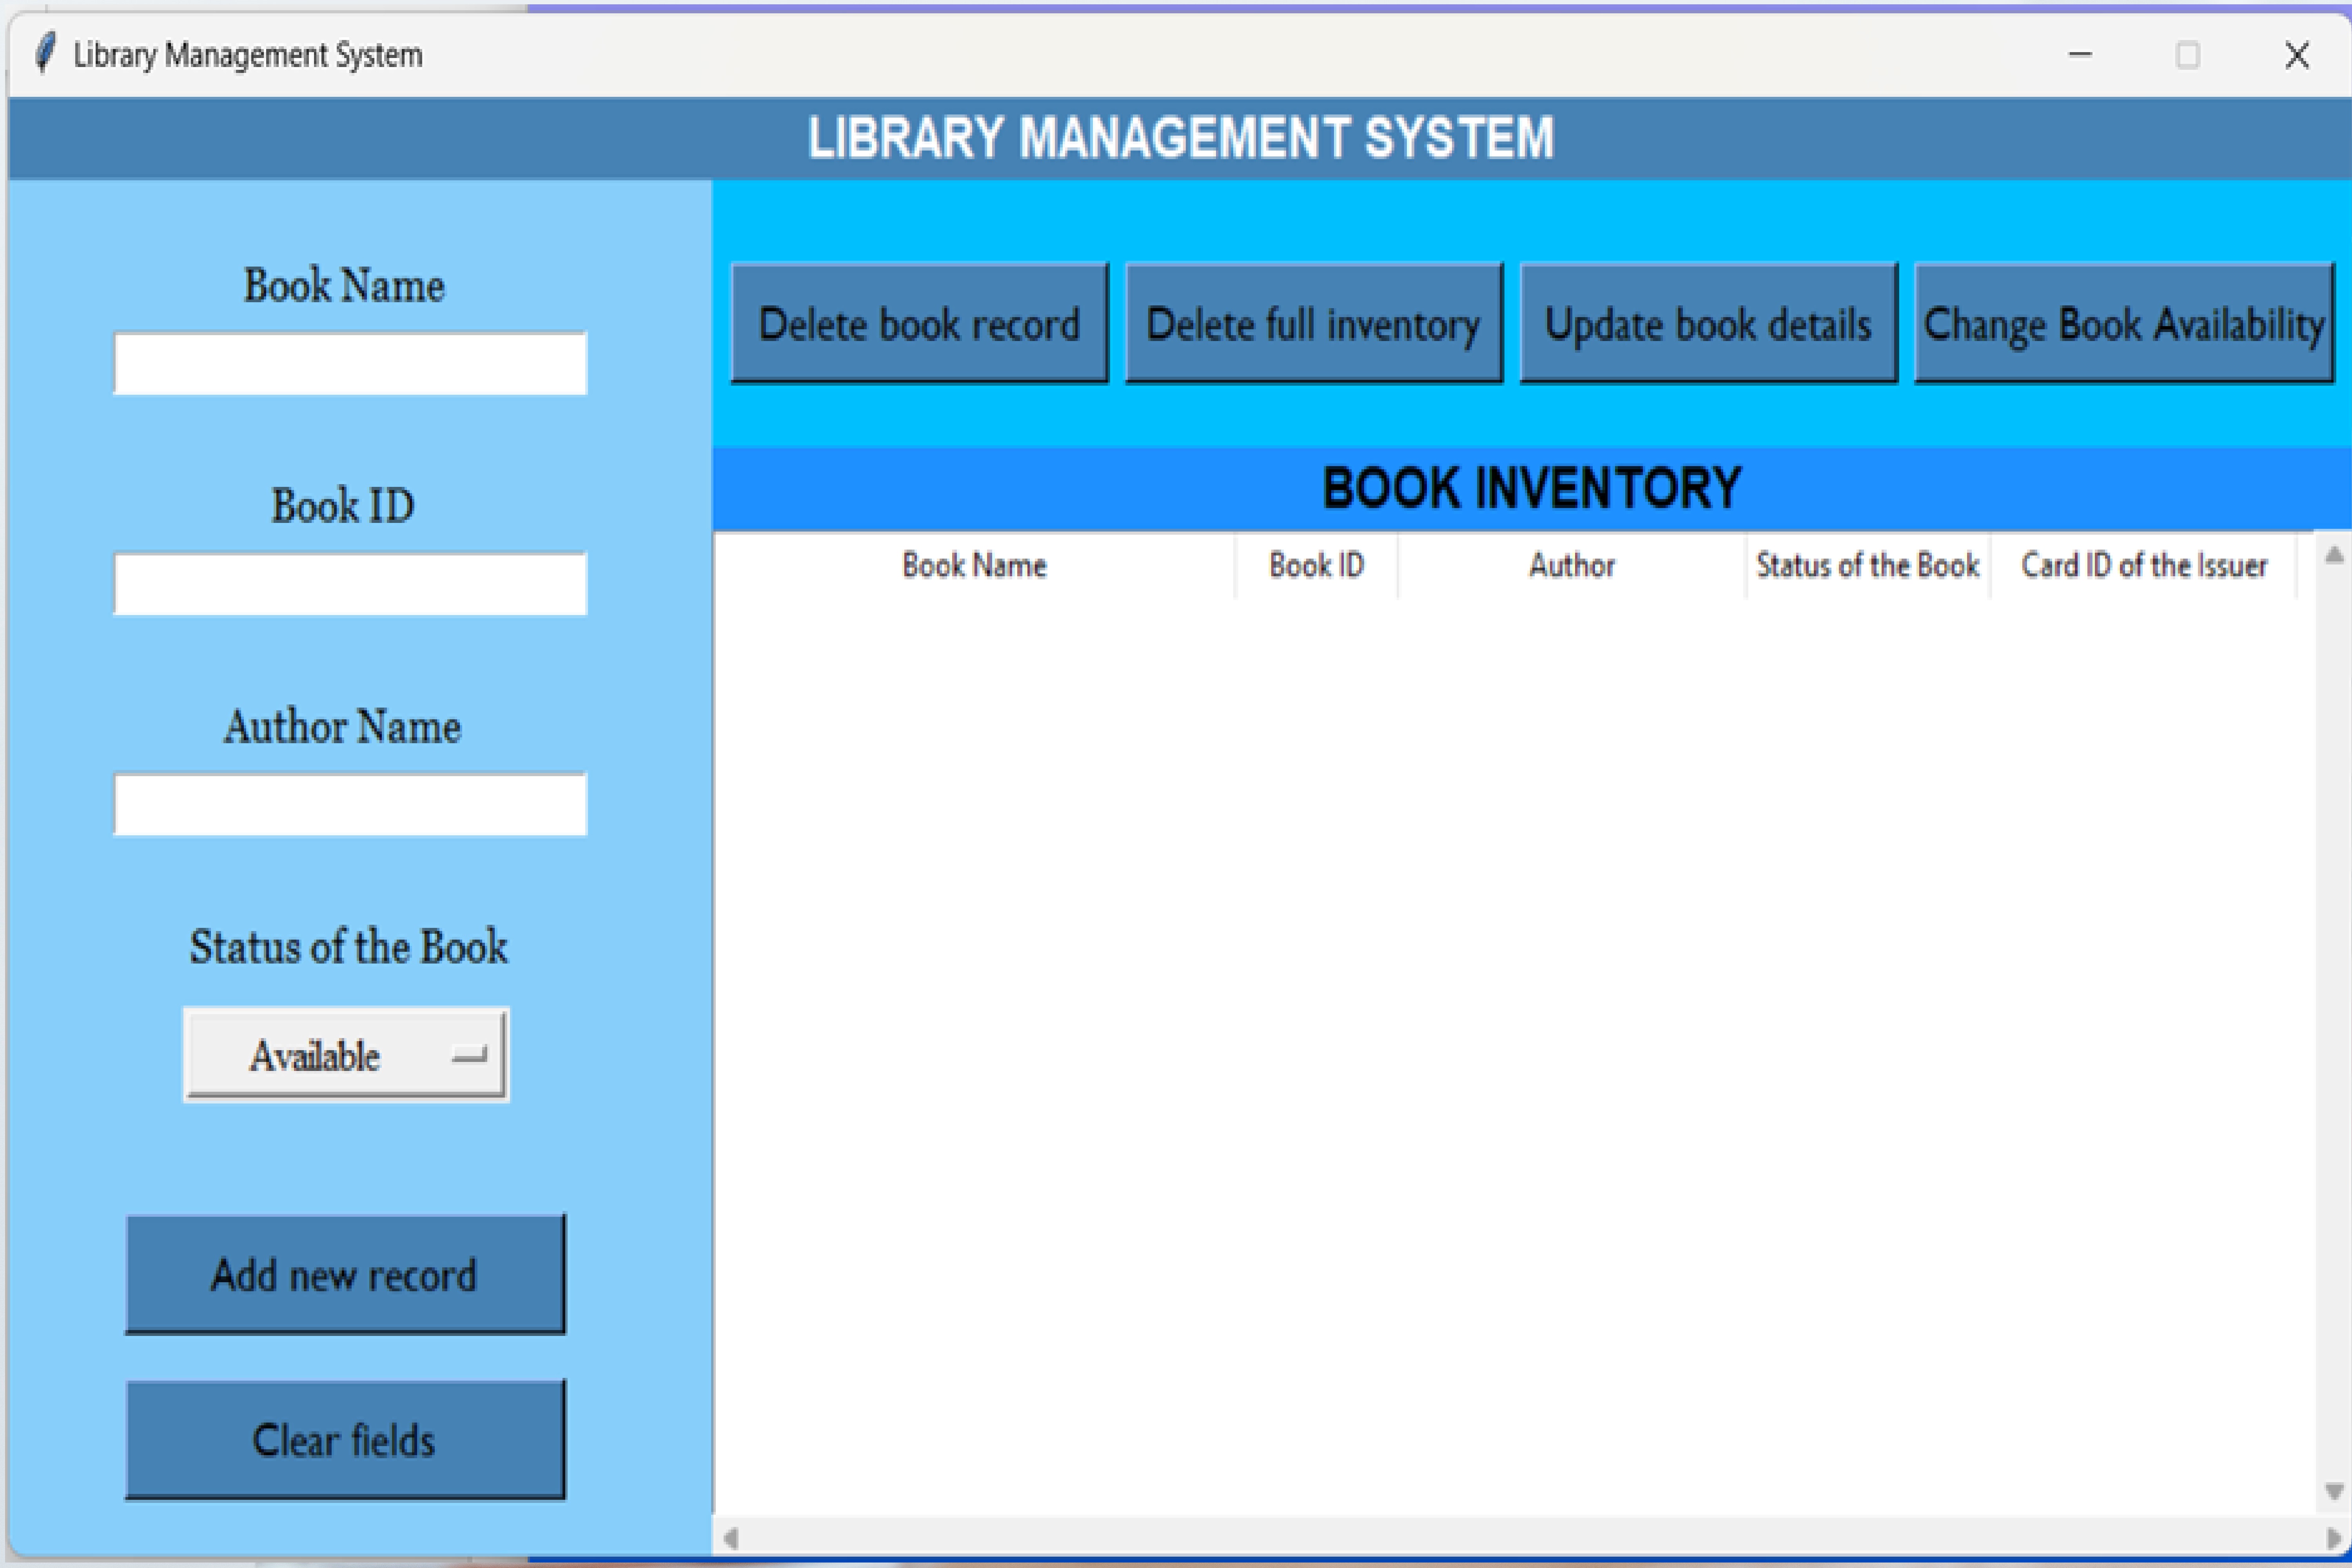 Library Management System
LIBRARY MANAGEMENT SYSTEM
Book Name
Book ID
Author Name
Status of the Book
Available
Add new record
Clear fields
Delete book record Delete full inventory Update book details Change Book Availability
BOOK INVENTORY
Book Name Book ID Author Status of the Book Card ID of the Issuer